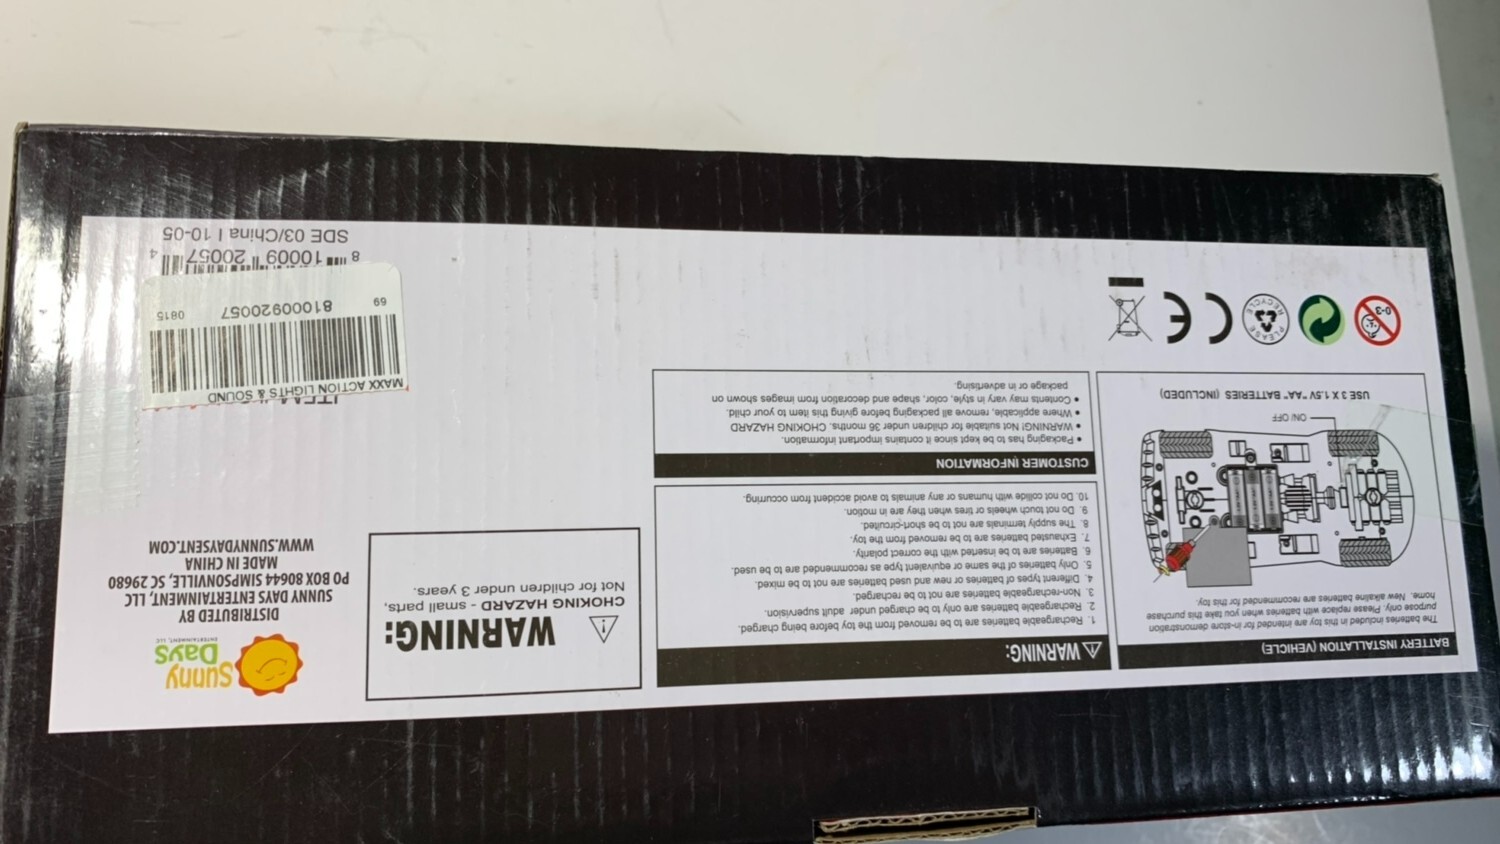 BATTERY INSTALLATION (VEHICLE)
The batteries included in this toy are intended for in-store demonstration
purpose only. Please replace with batteries when you take this purchase
home. New alkaline batteries are recommended for this toy.
ON/ OFF
USE 3 X 1.5V "AA" BATTERIES (INCLUDED)
0-3
PLEASE
RECYCLE
CE
WARNING:
1. Rechargeable batteries are to be removed from the toy before being charged.
2. Rechargeable batteries are only to be charged under adult supervision.
3. Non-rechargeable batteries are not to be recharged.
4. Different types of batteries or new and used batteries are not to be mixed.
5. Only batteries of the same or equivalent type as recommended are to be used.
6. Batteries are to be inserted with the correct polarity.
7. Exhausted batteries are to be removed from the toy.
8. The supply terminals are not to be short-circuited.
9. Do not touch wheels or tires when they are in motion.
10. Do not collide with humans or any animals to avoid accident from occurring.
CUSTOMER INFORMATION
• Packaging has to be kept since it contains important information.
• WARNING! Not suitable for children under 36 months. CHOKING HAZARD
• Where applicable, remove all packaging before giving this item to your child.
• Contents may vary in style, color, shape and decoration from images shown on
package or in advertising.
WARNING:
CHOKING HAZARD - small parts,
Not for children under 3 years.
Sunny
Days
ENTERTAINMENT, LLC
DISTRIBUTED BY
SUNNY DAYS ENTERTAINMENT, LLC
PO BOX 80644 SIMPSONVILLE, SC 29680
MADE IN CHINA
WWW.SUNNYDAYSENT.COM
MAXX ACTION LIGHTS & SOUND
69 81000920057 0815
8 10009 20057 4
SDE 03/China I 10-05